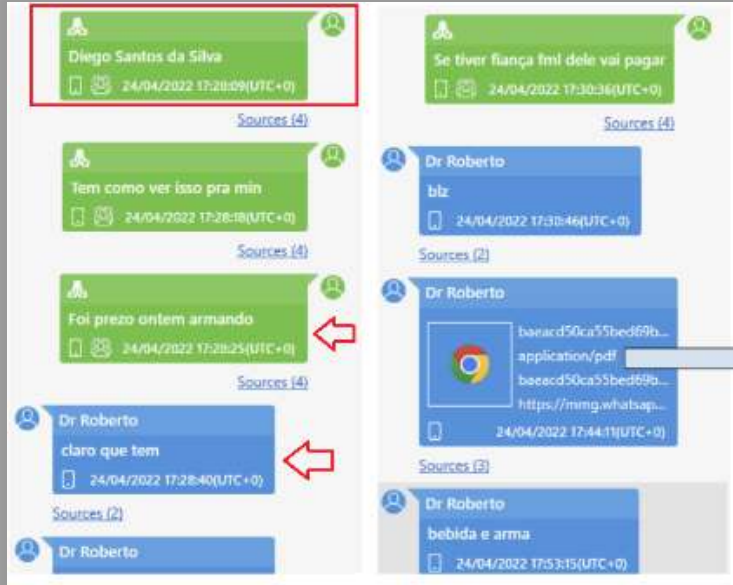 Diego Santos da Silva
24/04/2022 17:28:09(UTC+0)
Sources (4)
Tem como ver isso pra min
24/04/2022 17:28:18(UTC+0)
Sources (4)
Foi prezo ontem armando
24/04/2022 17:28:25(UTC+0)
Sources (4)
Dr Roberto
claro que tem
24/04/2022 17:28:40(UTC+0)
Sources (2)
Dr Roberto
Se tiver fiança fml dele vai pagar
24/04/2022 17:30:36(UTC+0)
Sources (4)
Dr Roberto
blz
24/04/2022 17:30:46(UTC+0)
Sources (2)
Dr Roberto
baeacd50ca55bed69b...
application/pdf
baeacd50ca55bed69b...
https://mmg.whatsap...
24/04/2022 17:44:11(UTC+0)
Sources (3)
Dr Roberto
bebida e arma
24/04/2022 17:53:15(UTC+0)